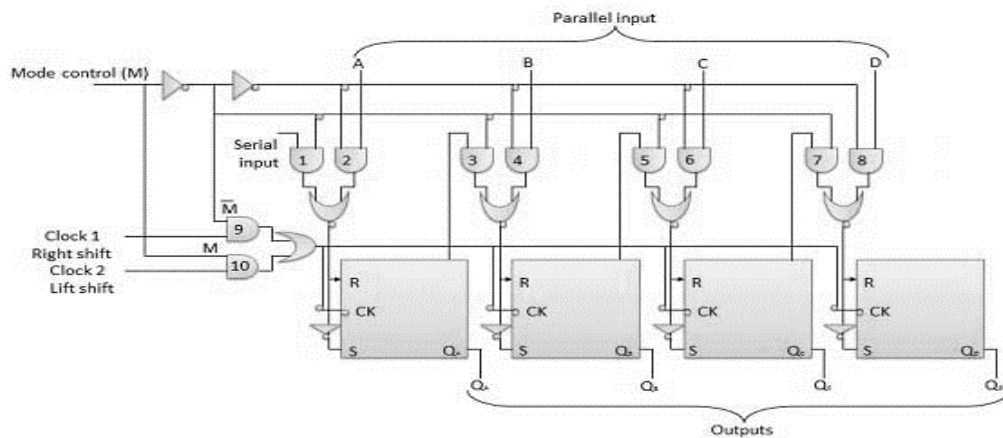 Parallel input
A B C D
Mode control (M)
Serial
input
1 2 3 4 5 6 7 8
M̅
9
Clock 1
Right shift
M
10
Clock 2
Lift shift
R R R R
CK CK CK CK
S S S S
Outputs